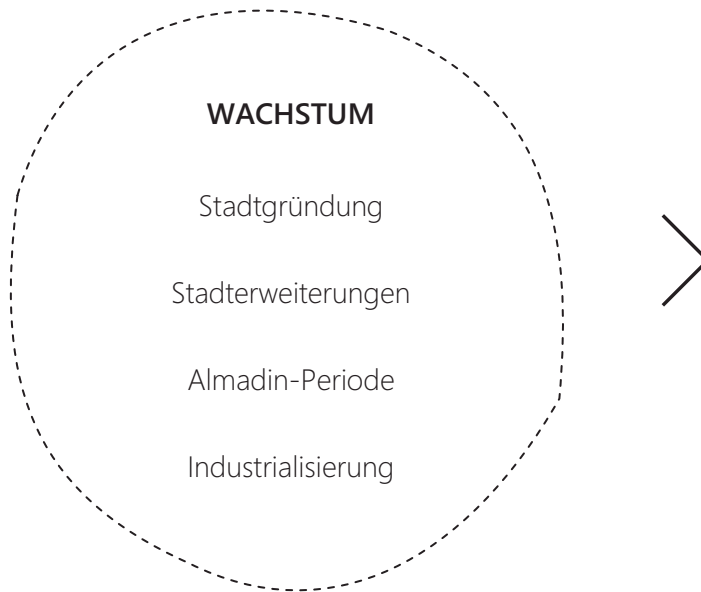 WACHSTUM
Stadtgründung
Stadterweiterungen
Almadin-Periode
Industrialisierung